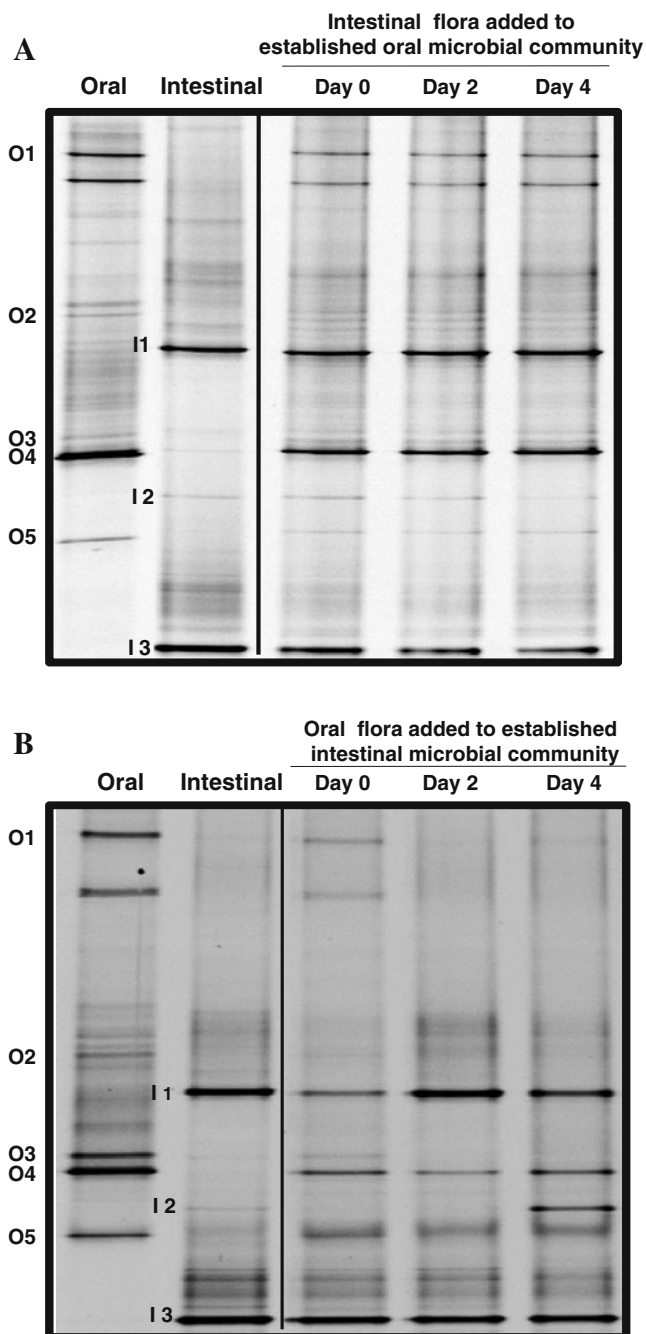 A
Intestinal flora added to
established oral microbial community
Oral Intestinal Day 0 Day 2 Day 4
O1
O2
I1
O3
O4
I 2
O5
I 3
B
Oral flora added to established
intestinal microbial community
Oral Intestinal Day 0 Day 2 Day 4
O1
O2
I 1
O3
O4
I 2
O5
I 3